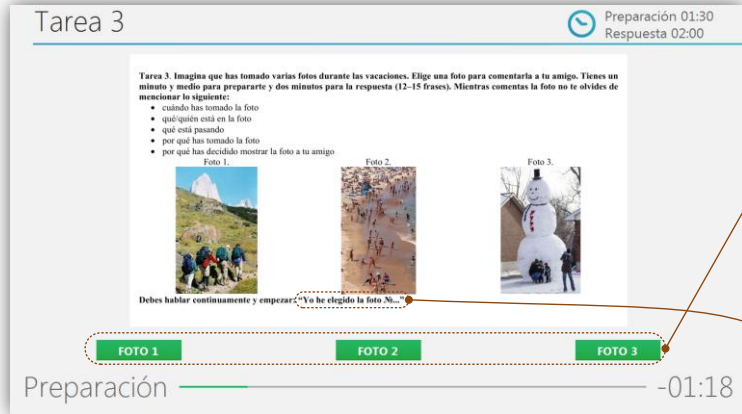 Tarea 3
Preparación 01:30
Respuesta 02:00
Tarea 3. Imagina que has tomado varias fotos durante las vacaciones. Elige una foto para comentarla a tu amigo. Tienes un
minuto y medio para prepararte y dos minutos para la respuesta (12–15 frases). Mientras comentas la foto no te olvides de
mencionar lo siguiente:
• cuándo has tomado la foto
• qué/quién está en la foto
• qué está pasando
• por qué has tomado la foto
• por qué has decidido mostrar la foto a tu amigo
Foto 1. Foto 2. Foto 3.
Debes hablar continuamente y empezar: “Yo he elegido la foto №...”
FOTO 1 FOTO 2 FOTO 3
Preparación -01:18